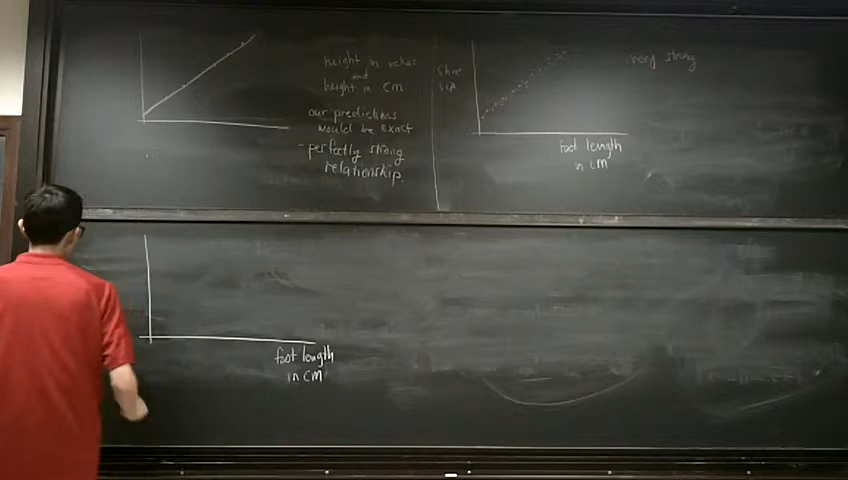 height in inches
and
height in cm
our predictions
would be exact
- perfectly strong
relationship.
Shoe
size
very strong
foot length
in cm
foot length
in cm